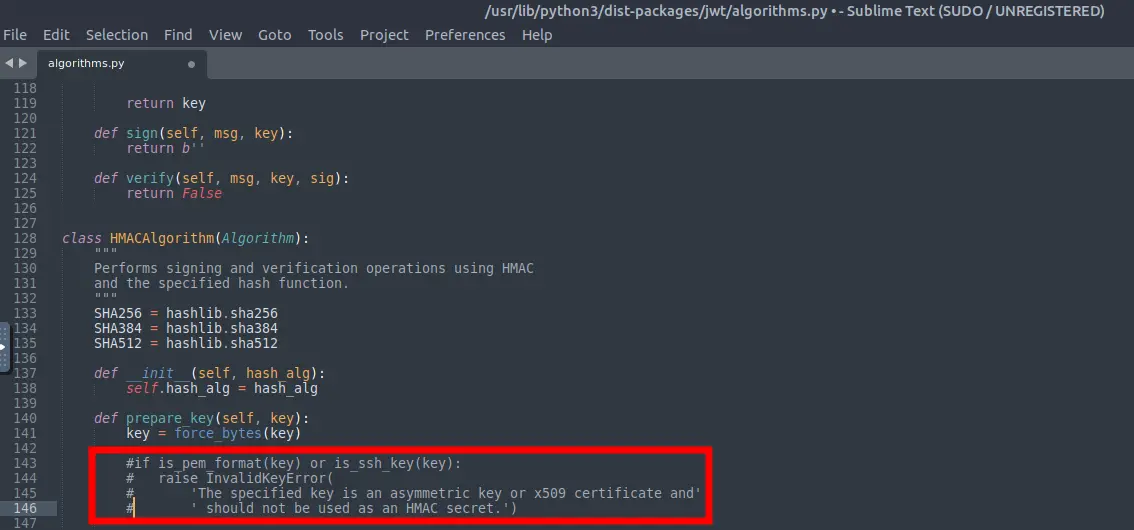 /usr/lib/python3/dist-packages/jwt/algorithms.py • - Sublime Text (SUDO / UNREGISTERED)
File Edit Selection Find View Goto Tools Project Preferences Help
algorithms.py
118
119 return key
120
121 def sign(self, msg, key):
122 return b''
123
124 def verify(self, msg, key, sig):
125 return False
126
127
128 class HMACAlgorithm(Algorithm):
129 """
130 Performs signing and verification operations using HMAC
131 and the specified hash function.
132 """
133 SHA256 = hashlib.sha256
134 SHA384 = hashlib.sha384
135 SHA512 = hashlib.sha512
136
137 def __init__(self, hash_alg):
138 self.hash_alg = hash_alg
139
140 def prepare_key(self, key):
141 key = force_bytes(key)
142
143 #if is_pem_format(key) or is_ssh_key(key):
144 # raise InvalidKeyError(
145 # 'The specified key is an asymmetric key or x509 certificate and'
146 # ' should not be used as an HMAC secret.')
147